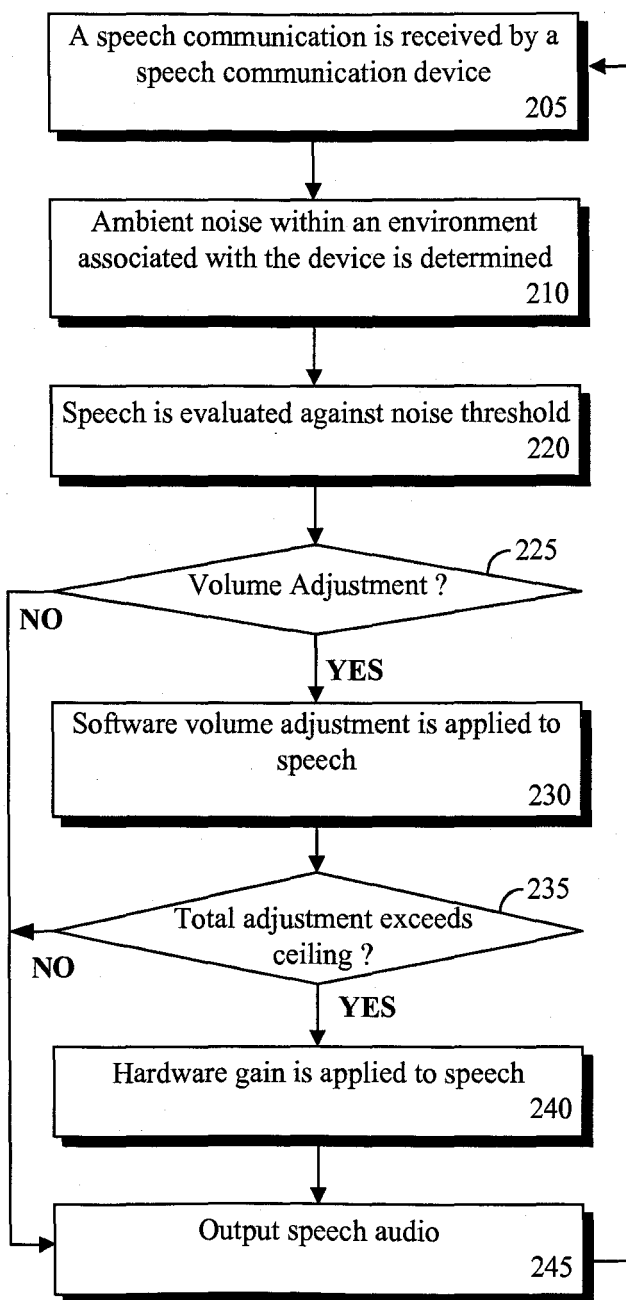 A speech communication is received by a
speech communication device
205
Ambient noise within an environment
associated with the device is determined
210
Speech is evaluated against noise threshold
220
225
Volume Adjustment ?
NO
YES
Software volume adjustment is applied to
speech
230
235
Total adjustment exceeds
ceiling ?
NO
YES
Hardware gain is applied to speech
240
Output speech audio
245